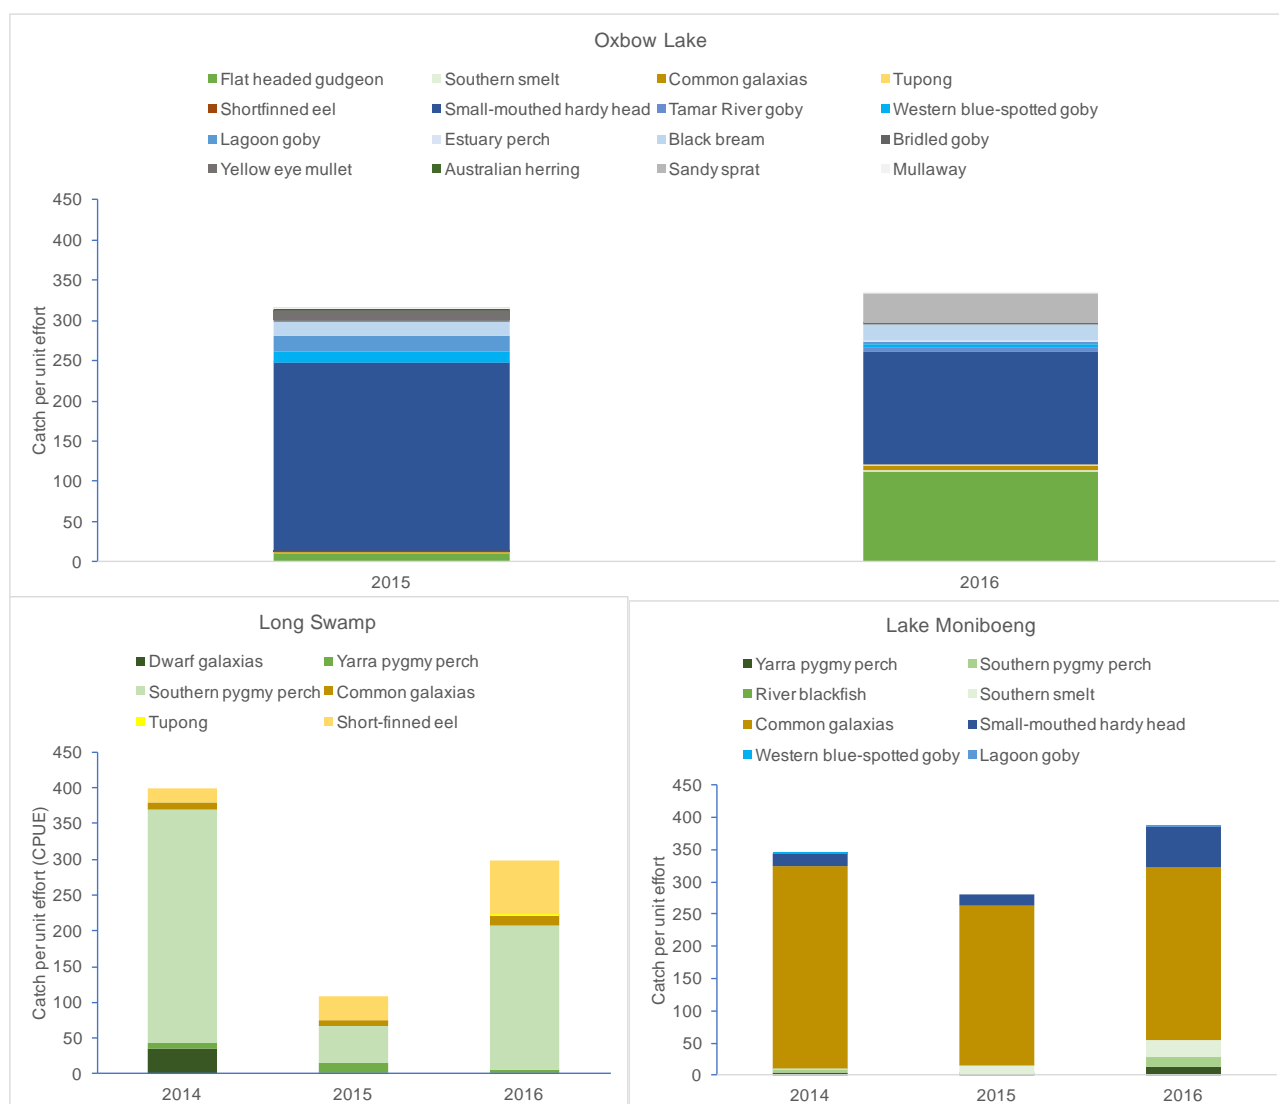 Oxbow Lake
Flat headed gudgeon Southern smelt Common galaxias Tupong
Shortfinned eel Small-mouthed hardy head Tamar River goby Western blue-spotted goby
Lagoon goby Estuary perch Black bream Bridled goby
Yellow eye mullet Australian herring Sandy sprat Mullaway
Catch per unit effort
450
400
350
300
250
200
150
100
50
0
2015 2016
Long Swamp
Dwarf galaxias Yarra pygmy perch
Southern pygmy perch Common galaxias
Tupong Short-finned eel
Catch per unit effort (CPUE)
450
400
350
300
250
200
150
100
50
0
2014 2015 2016
Lake Moniboeng
Yarra pygmy perch Southern pygmy perch
River blackfish Southern smelt
Common galaxias Small-mouthed hardy head
Western blue-spotted goby Lagoon goby
Catch per unit effort
450
400
350
300
250
200
150
100
50
0
2014 2015 2016